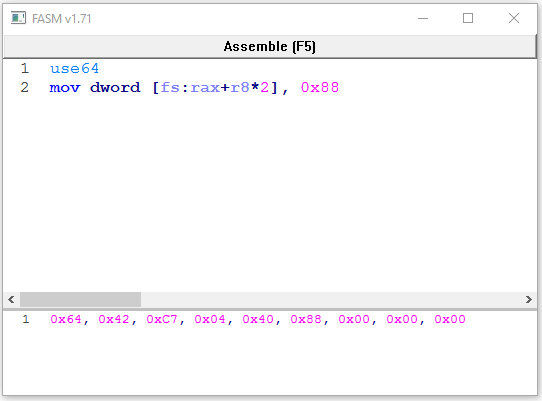 FASM v1.71
Assemble (F5)
1 use64
2 mov dword [fs:rax+r8*2], 0x88
1 0x64, 0x42, 0xC7, 0x04, 0x40, 0x88, 0x00, 0x00, 0x00